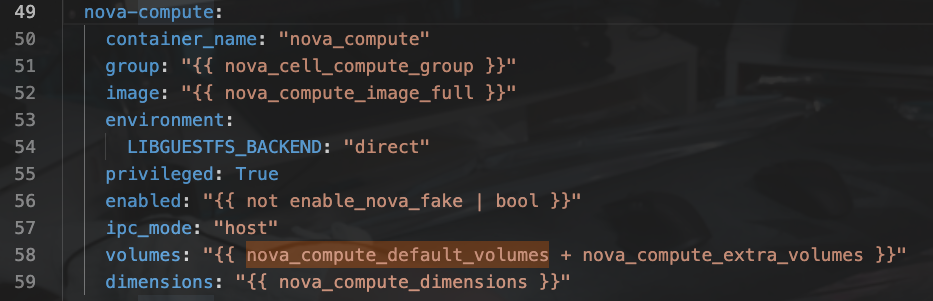 49 nova-compute:
50 container_name: "nova_compute"
51 group: "{{ nova_cell_compute_group }}"
52 image: "{{ nova_compute_image_full }}"
53 environment:
54 LIBGUESTFS_BACKEND: "direct"
55 privileged: True
56 enabled: "{{ not enable_nova_fake | bool }}"
57 ipc_mode: "host"
58 volumes: "{{ nova_compute_default_volumes + nova_compute_extra_volumes }}"
59 dimensions: "{{ nova_compute_dimensions }}"